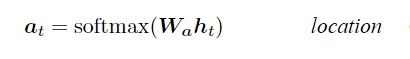 a_t = softmax(W_a h_t) location